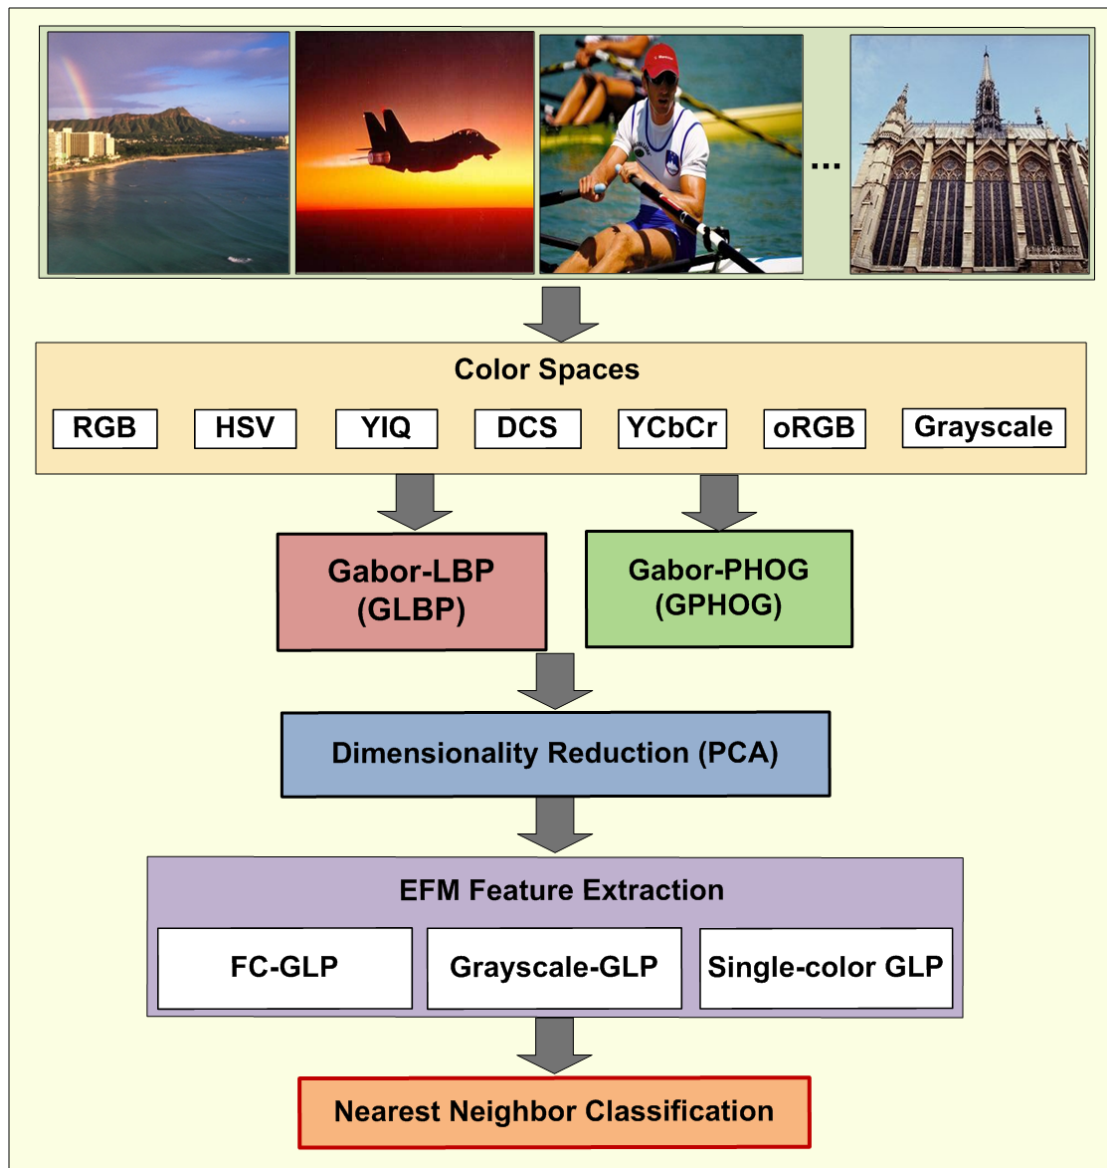 ...
Color Spaces
RGB HSV YIQ DCS YCbCr oRGB Grayscale
Gabor-LBP
(GLBP)
Gabor-PHOG
(GPHOG)
Dimensionality Reduction (PCA)
EFM Feature Extraction
FC-GLP Grayscale-GLP Single-color GLP
Nearest Neighbor Classification